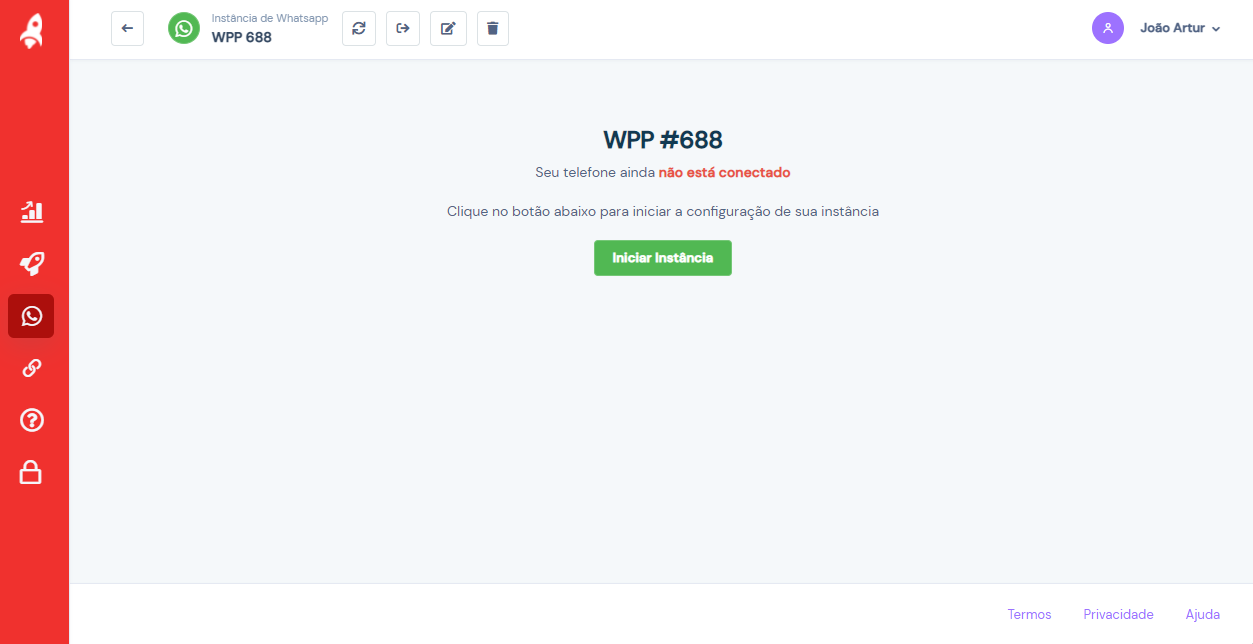 Instância de Whatsapp
WPP 688
João Artur
WPP #688
Seu telefone ainda não está conectado
Clique no botão abaixo para iniciar a configuração de sua instância
Iniciar Instância
Termos
Privacidade
Ajuda